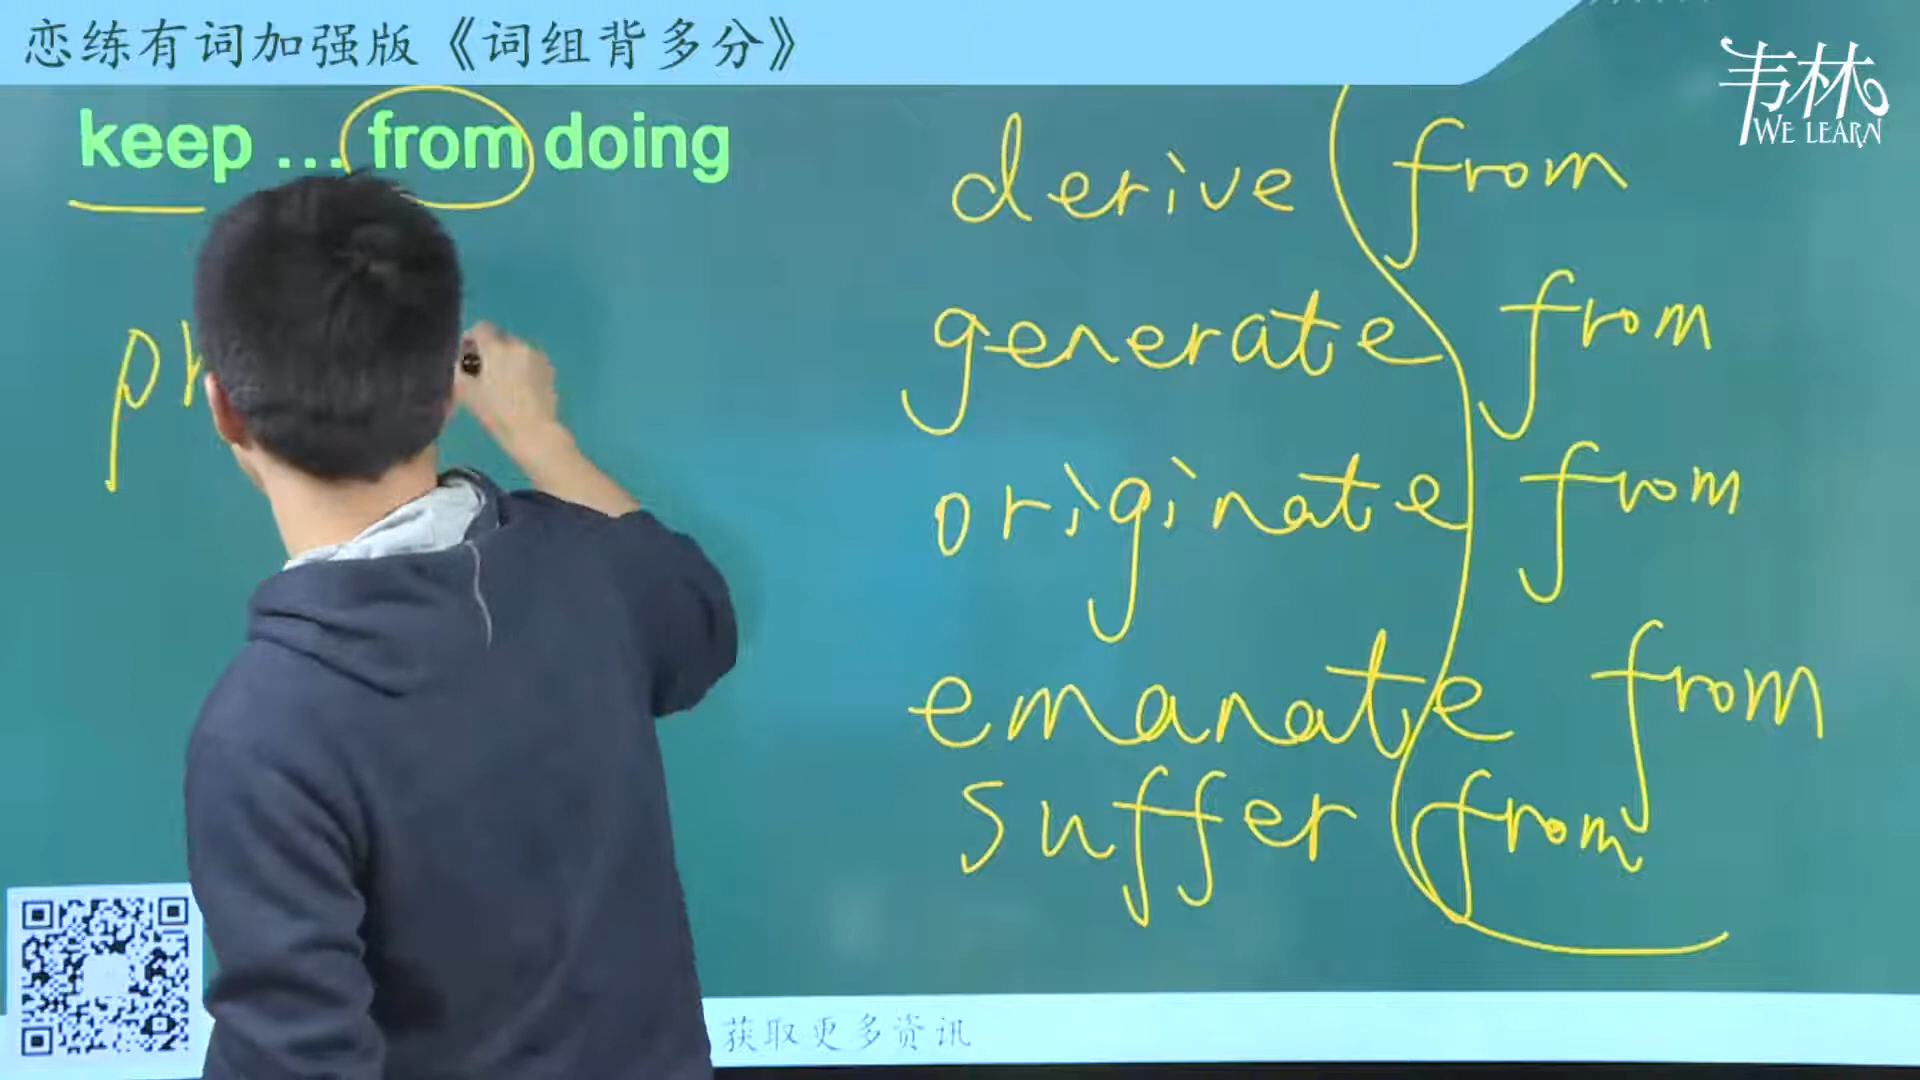 恋练有词加强版《词组背多分》
韦林
WE LEARN
keep ... from doing
derive from
generate from
originate from
emanate from
suffer from
获取更多资讯